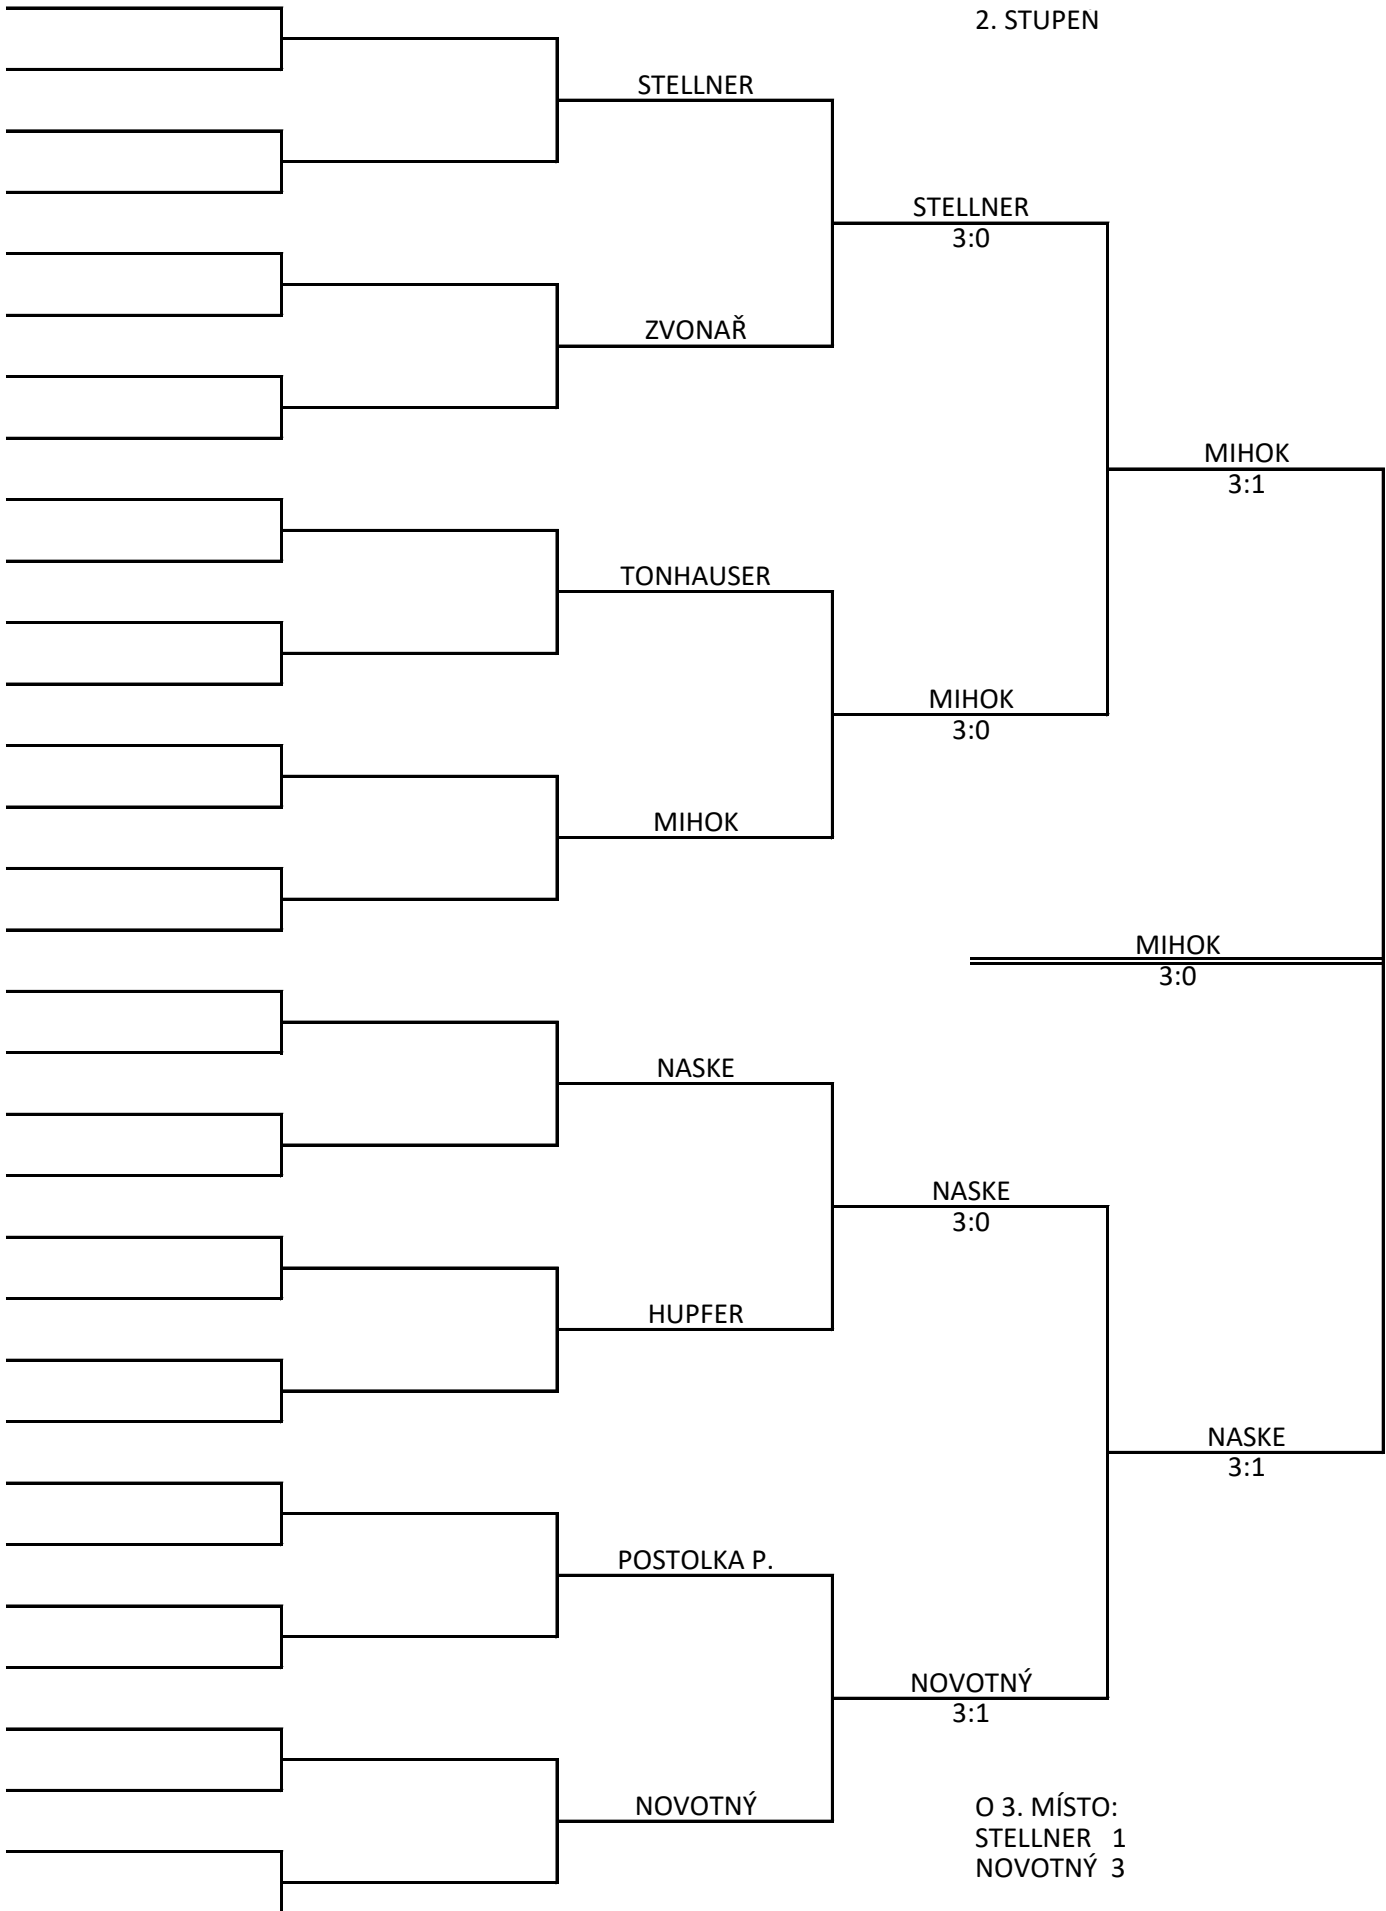 2. STUPEN
STELLNER
STELLNER
3:0
ZVONAŘ
MIHOK
3:1
TONHAUSER
MIHOK
3:0
MIHOK
MIHOK
3:0
NASKE
NASKE
3:0
HUPFER
NASKE
3:1
POSTOLKA P.
NOVOTNÝ
3:1
NOVOTNÝ
O 3. MÍSTO:
STELLNER 1
NOVOTNÝ 3